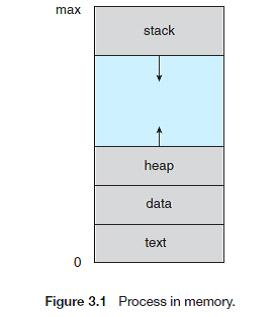 max
stack
heap
data
text
0
Figure 3.1 Process in memory.